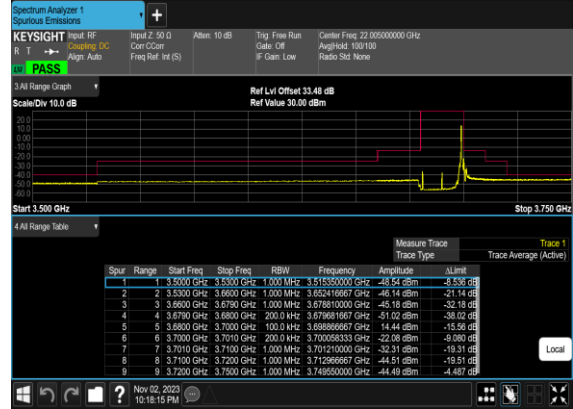 Spectrum Analyzer 1
Spurious Emissions
KEYSIGHT Input: RF Input Z: 50 Ω Atten: 10 dB Trig: Free Run Center Freq: 22.005000000 GHz
R T Coupling: DC Corr CCorr Gate: Off Avg|Hold: 100/100
Align: Auto Freq Ref: Int (S) IF Gain: Low Radio Std: None
PASS
3 All Range Graph
Ref Lvl Offset 33.48 dB
Scale/Div 10.0 dB Ref Value 30.00 dBm
20.0
10.0
0.00
-10.0
-20.0
-30.0
-40.0
-50.0
-60.0
Start 3.500 GHz Stop 3.750 GHz
4 All Range Table
Measure Trace Trace 1
Trace Type Trace Average (Active)
Spur Range Start Freq Stop Freq RBW Frequency Amplitude ΔLimit
1 1 3.5000 GHz 3.5300 GHz 1.000 MHz 3.515350000 GHz -48.54 dBm -8.536 dB
2 2 3.5300 GHz 3.6600 GHz 1.000 MHz 3.652416667 GHz -46.14 dBm -21.14 dB
3 3 3.6600 GHz 3.6790 GHz 1.000 MHz 3.678810000 GHz -45.18 dBm -32.18 dB
4 4 3.6790 GHz 3.6800 GHz 200.0 kHz 3.679681667 GHz -51.02 dBm -38.02 dB
5 5 3.6800 GHz 3.7000 GHz 100.0 kHz 3.698866667 GHz 14.44 dBm -15.56 dB
6 6 3.7000 GHz 3.7010 GHz 200.0 kHz 3.700058333 GHz -22.08 dBm -9.080 dB
7 7 3.7010 GHz 3.7100 GHz 1.000 MHz 3.701210000 GHz -32.31 dBm -19.31 dB
8 8 3.7100 GHz 3.7200 GHz 1.000 MHz 3.712966667 GHz -44.51 dBm -19.51 dB
9 9 3.7200 GHz 3.7500 GHz 1.000 MHz 3.749550000 GHz -44.49 dBm -4.487 dB
Local
Nov 02, 2023
10:18:15 PM